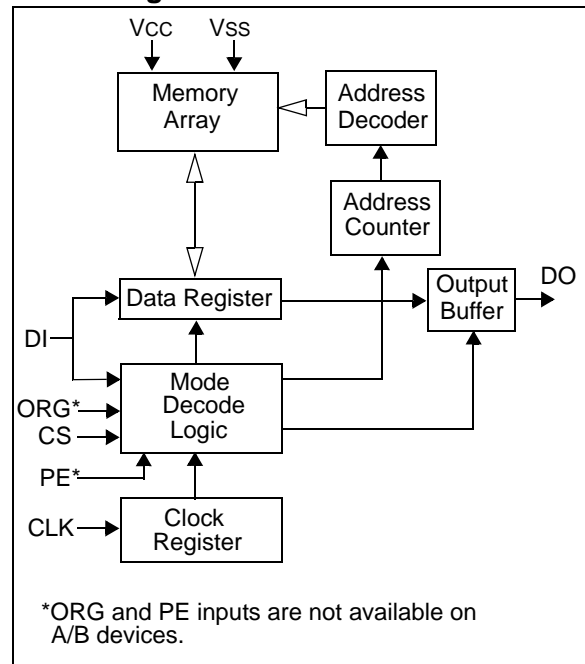 Vcc
Vss
Memory
Array
Address
Decoder
Address
Counter
Data Register
Output
Buffer
DO
DI
Mode
Decode
Logic
ORG*
CS
PE*
CLK
Clock
Register
*ORG and PE inputs are not available on
A/B devices.